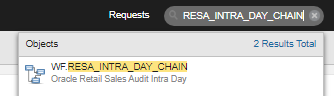 Requests RESA_INTRA_DAY_CHAIN
Objects 2 Results Total
WF.RESA_INTRA_DAY_CHAIN
Oracle Retail Sales Audit Intra Day